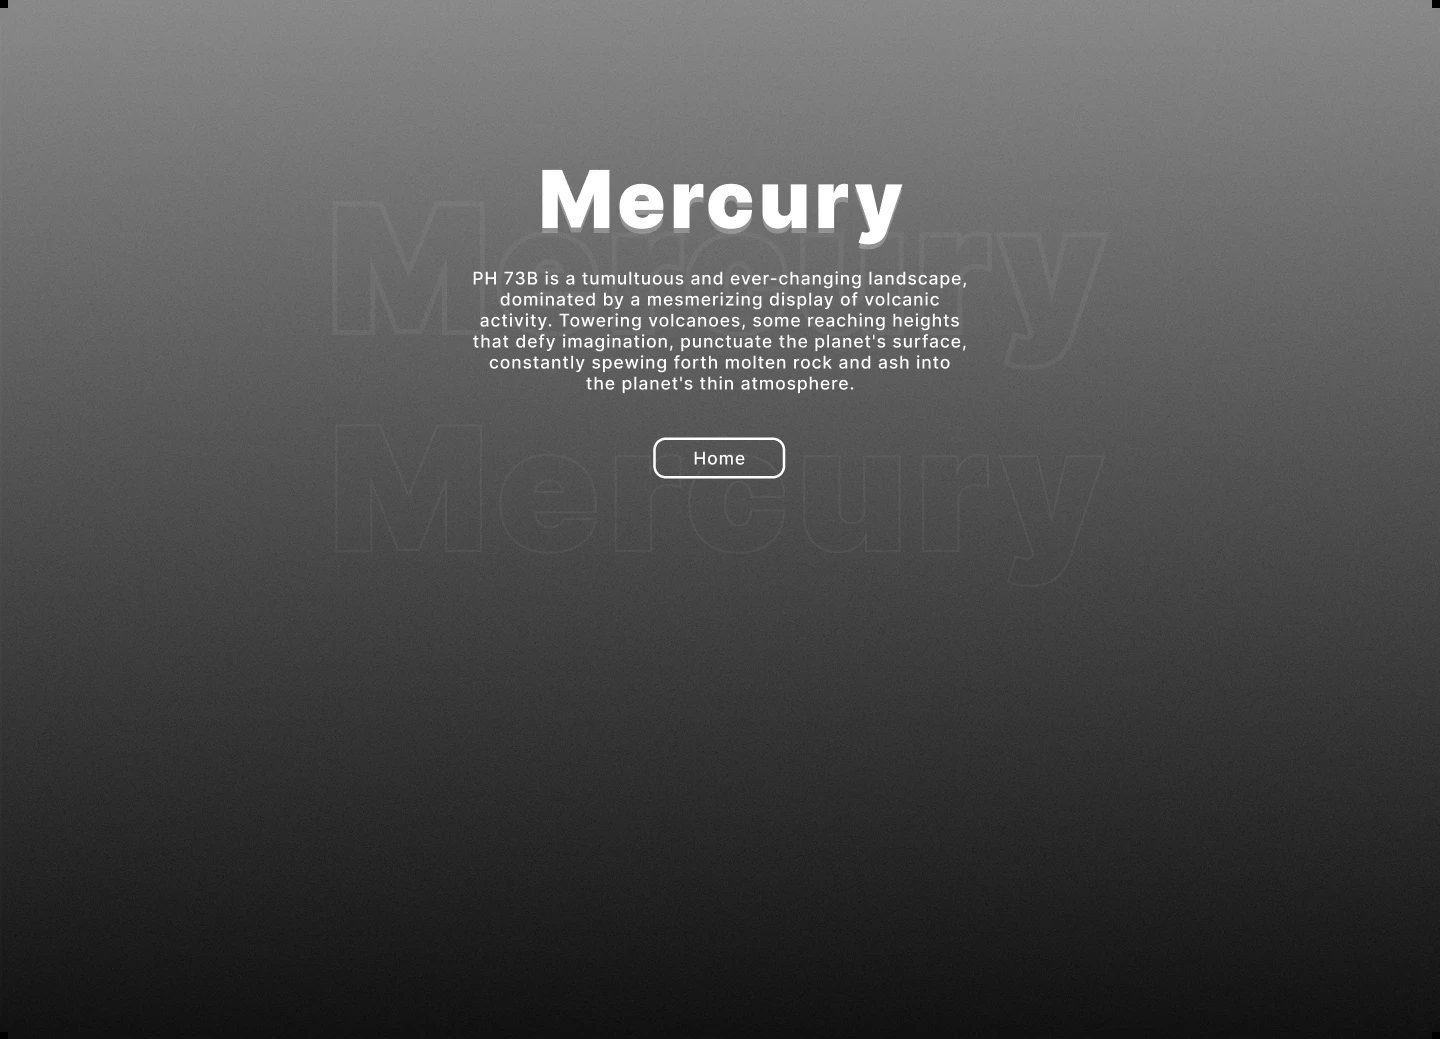 Mercury
Mercury
PH 73B is a tumultuous and ever-changing landscape,
dominated by a mesmerizing display of volcanic
activity. Towering volcanoes, some reaching heights
that defy imagination, punctuate the planet's surface,
constantly spewing forth molten rock and ash into
the planet's thin atmosphere.
Home
Mercury